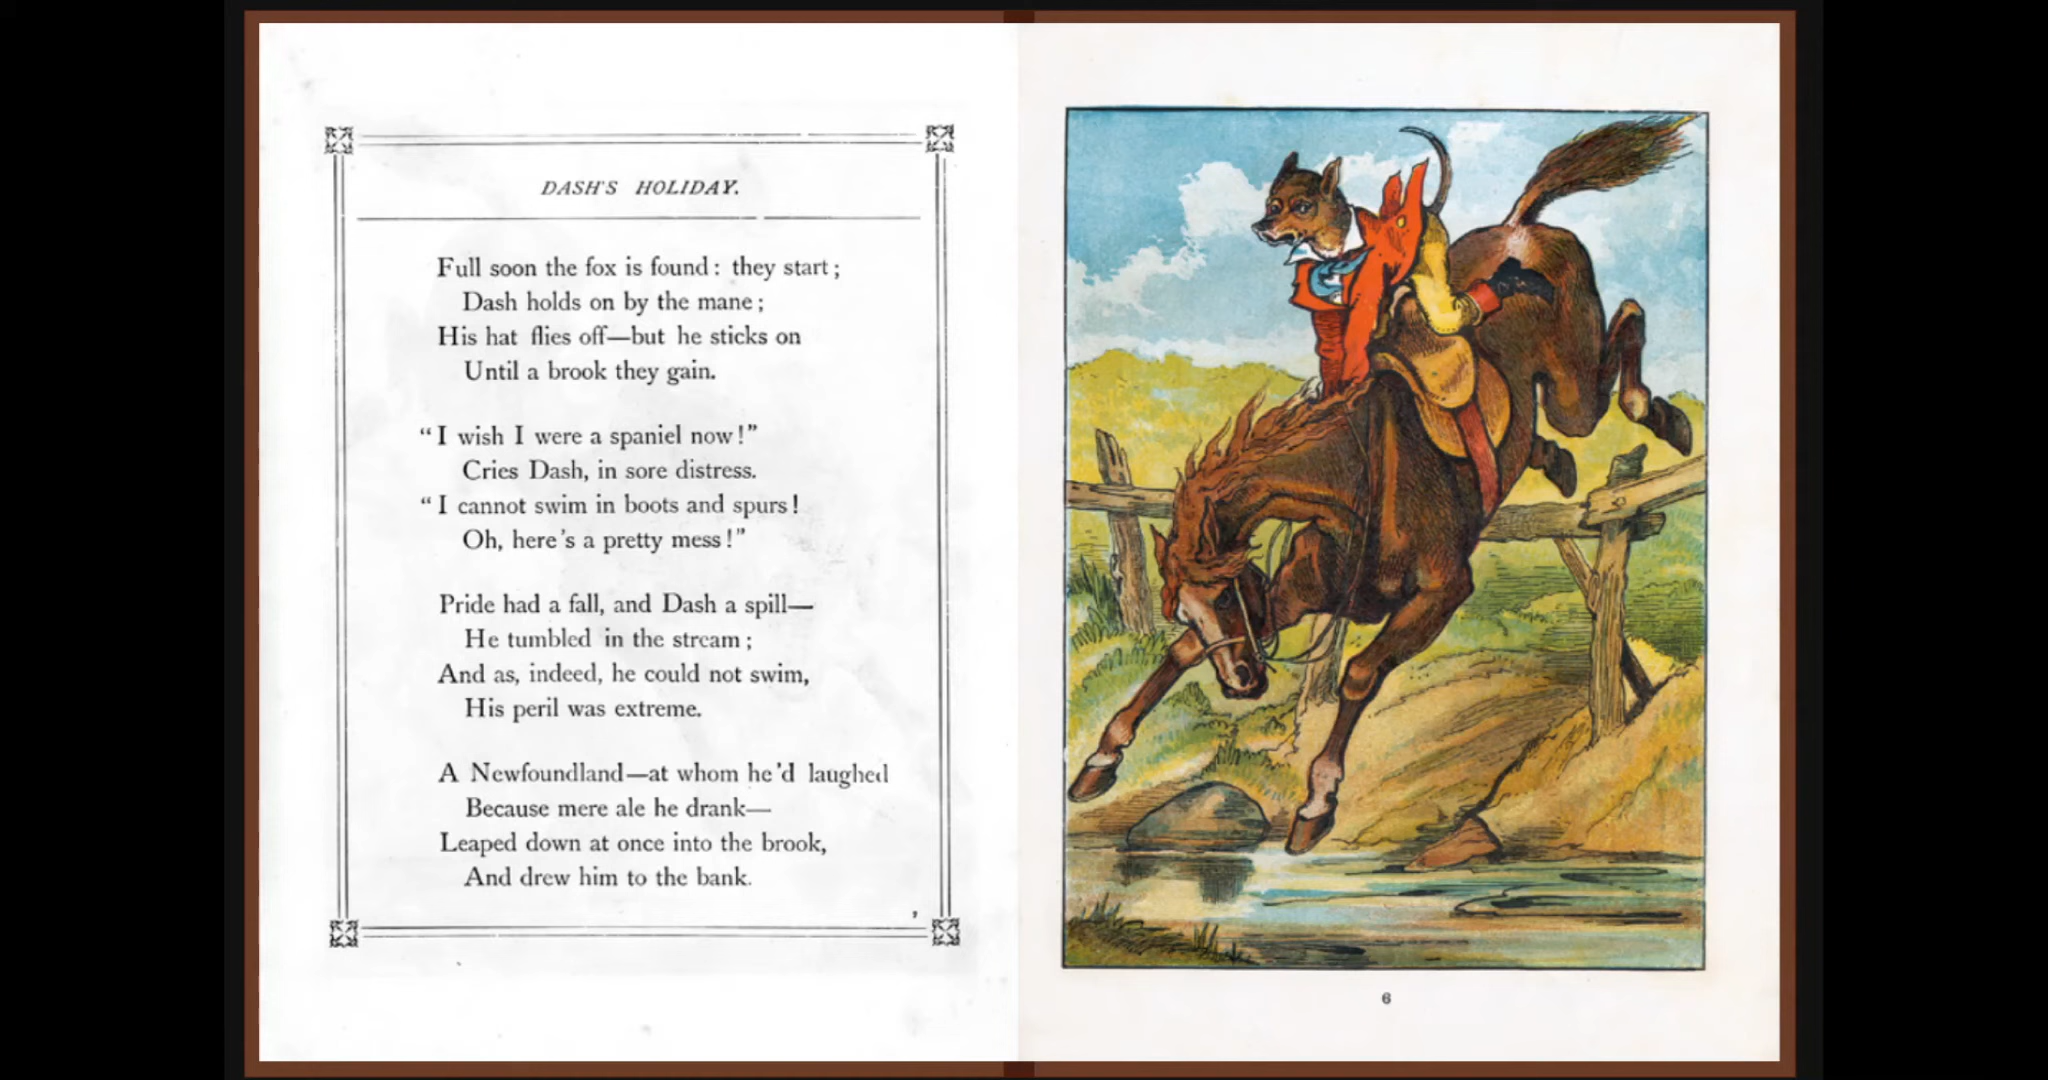 DASH'S HOLIDAY.
Full soon the fox is found: they start;
Dash holds on by the mane;
His hat flies off—but he sticks on
Until a brook they gain.
“I wish I were a spaniel now!”
Cries Dash, in sore distress.
“I cannot swim in boots and spurs!
Oh, here's a pretty mess!”
Pride had a fall, and Dash a spill—
He tumbled in the stream;
And as, indeed, he could not swim,
His peril was extreme.
A Newfoundland—at whom he'd laughed
Because mere ale he drank—
Leaped down at once into the brook,
And drew him to the bank.
6